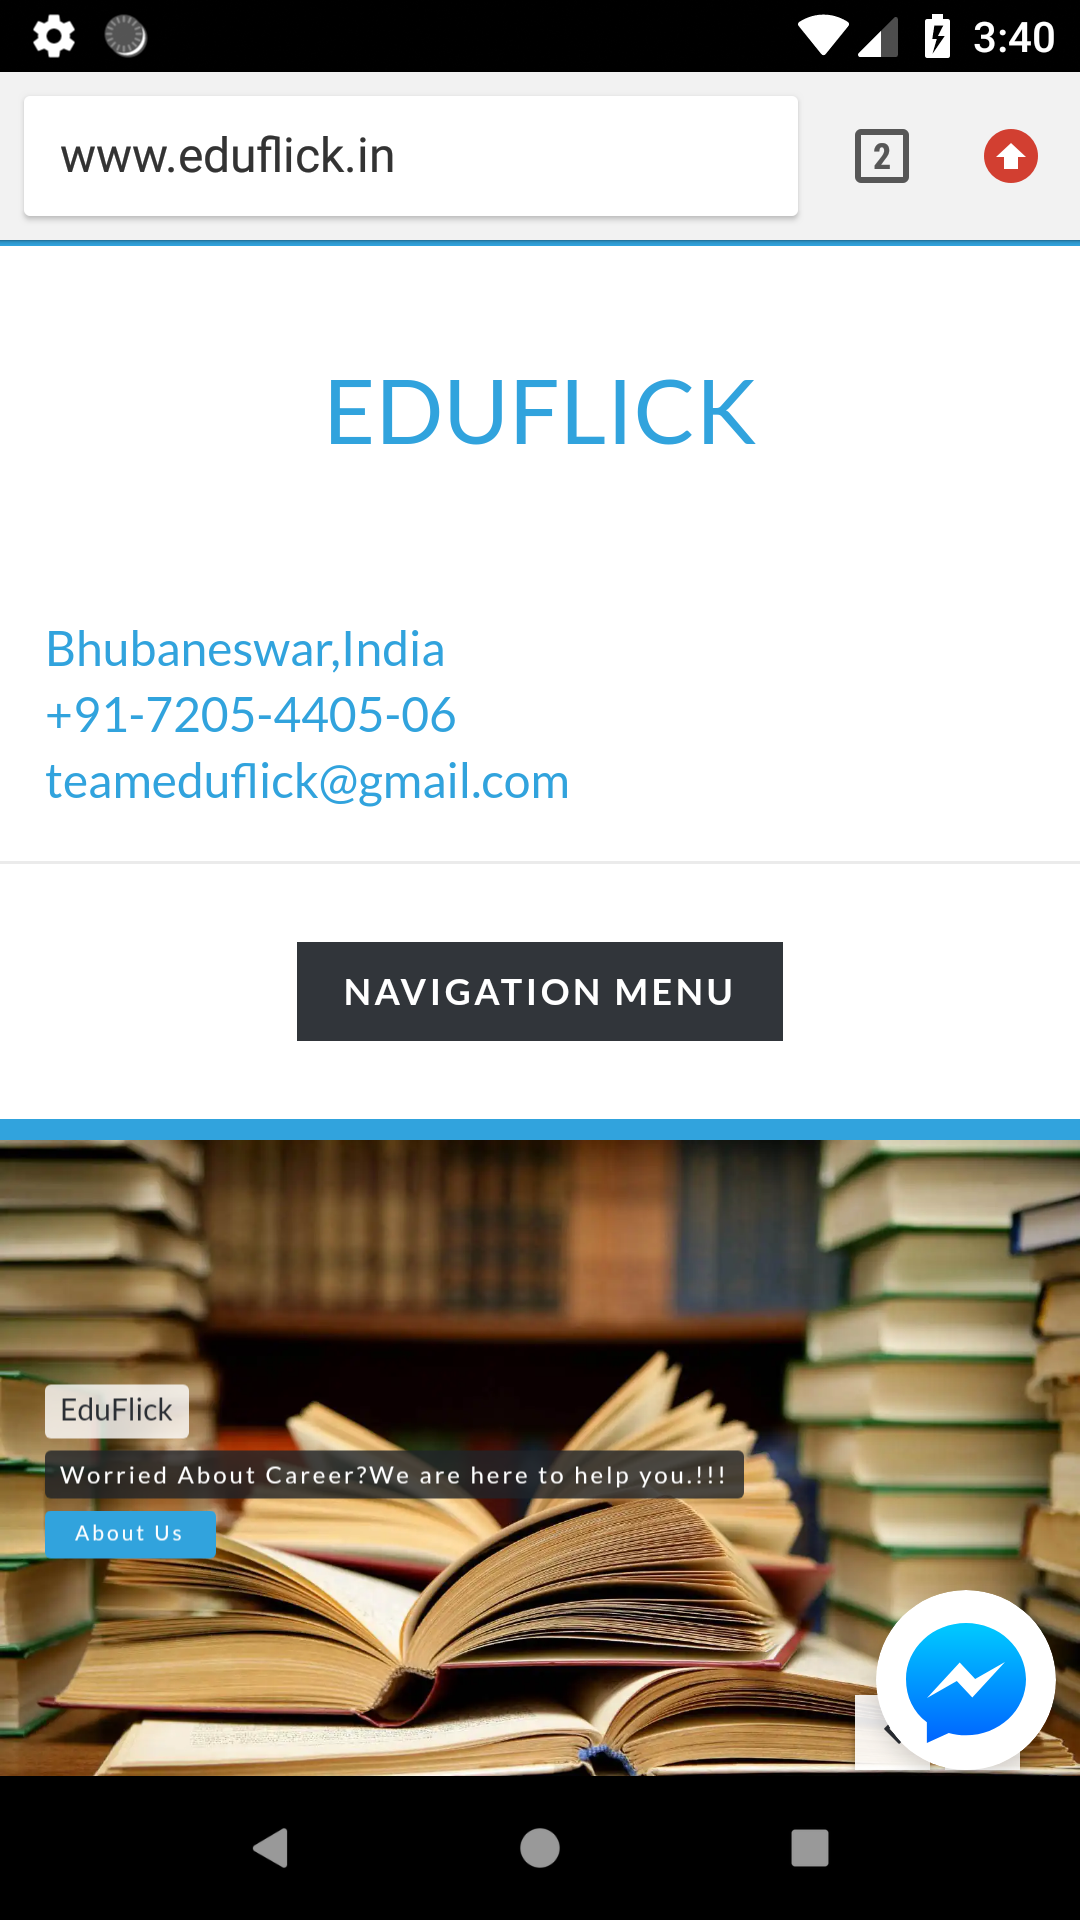 3:40
www.eduflick.in
2
EDUFLICK
Bhubaneswar,India
+91-7205-4405-06
teameduflick@gmail.com
NAVIGATION MENU
EduFlick
Worried About Career?We are here to help you.!!!
About Us